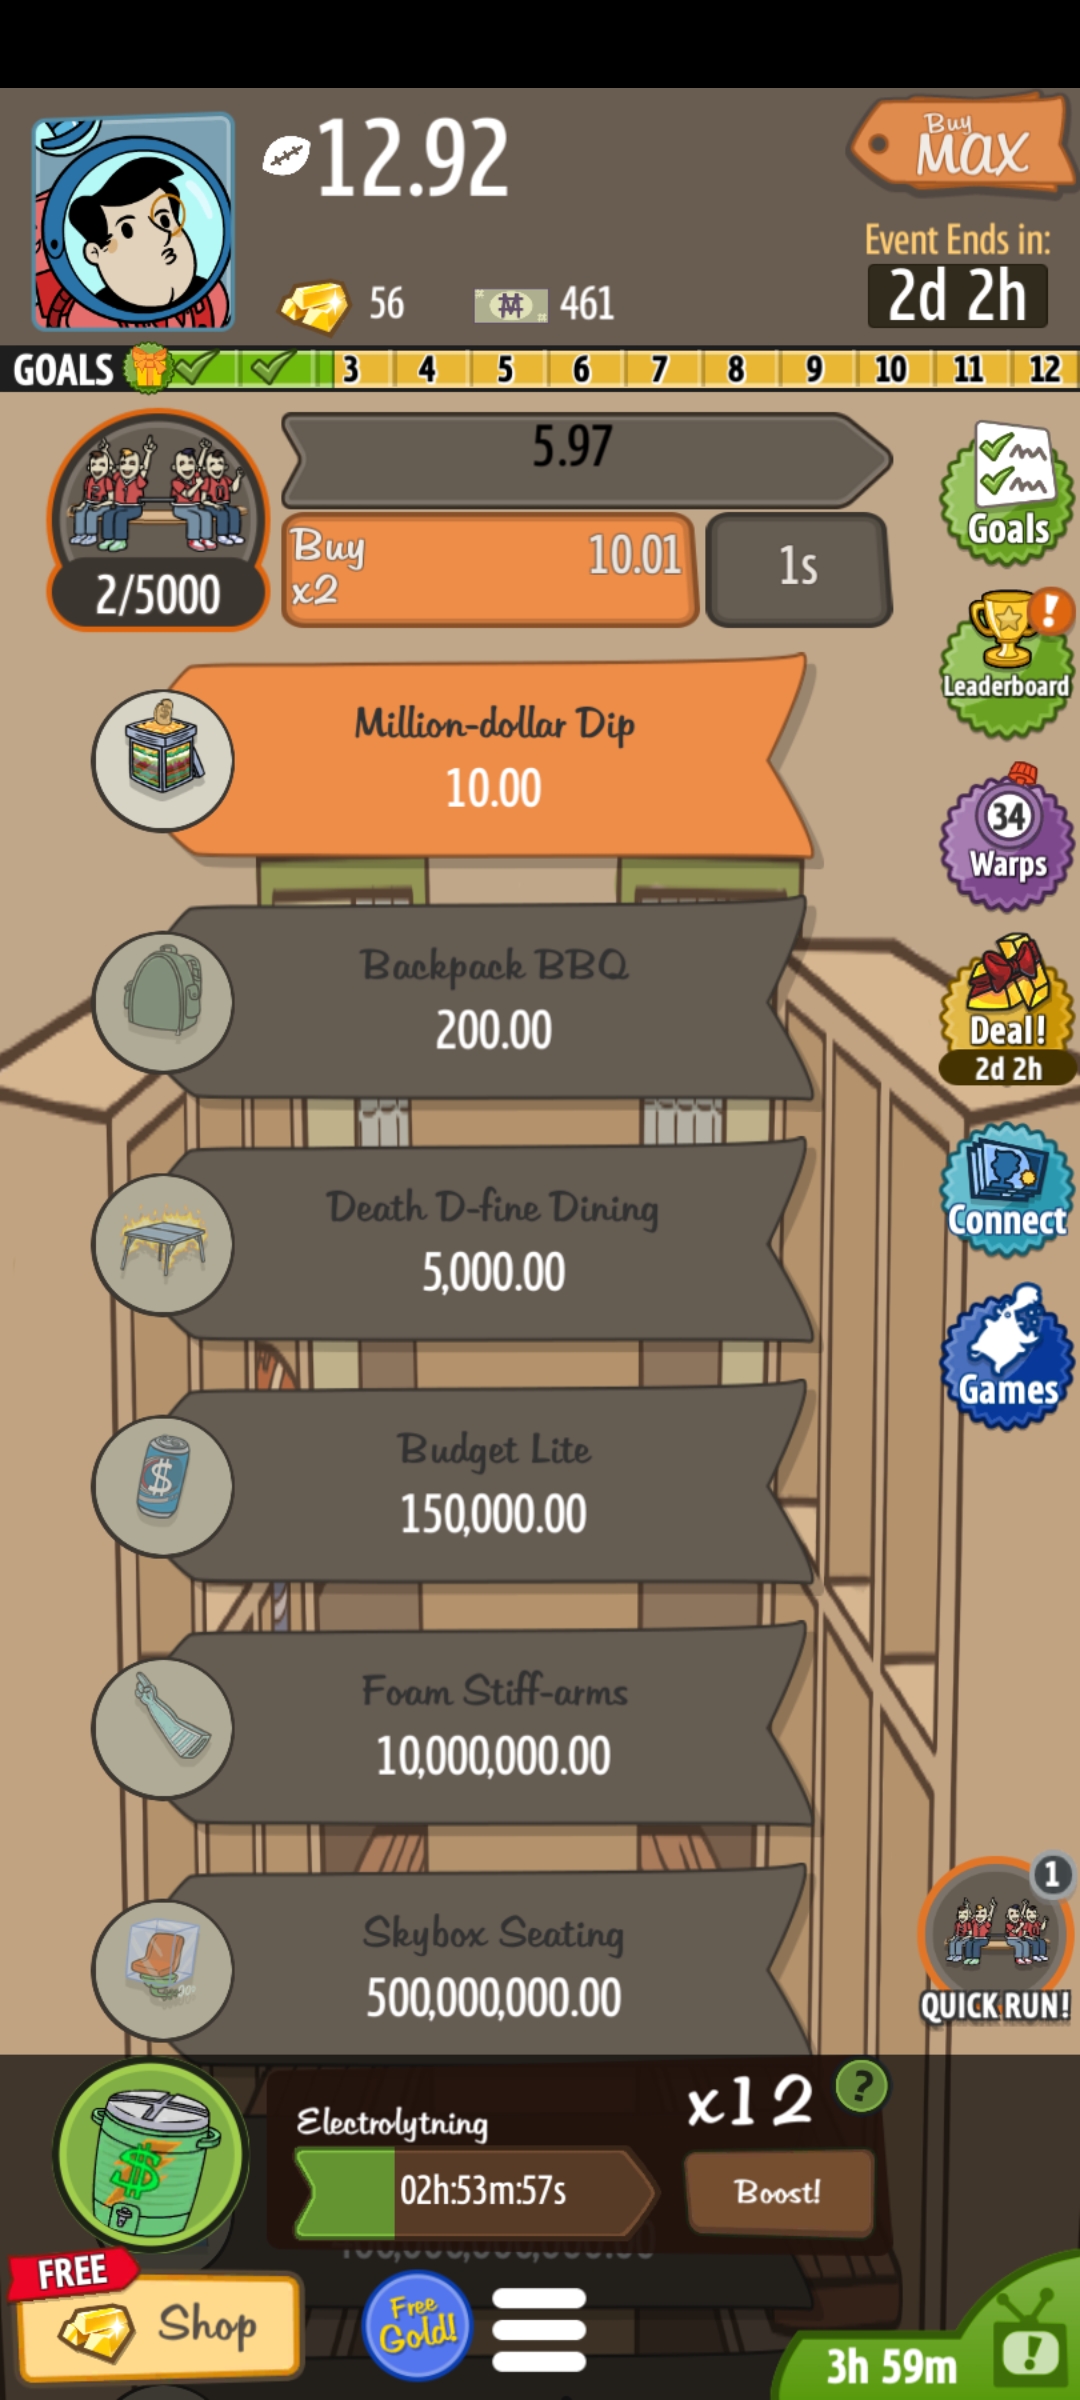 12.92
Buy
MAX
Event Ends in:
2d 2h
56
461
GOALS
3 4 5 6 7 8 9 10 11 12
5.97
2/5000
Buy
x2
10.01
1s
Goals
Leaderboard
Million-dollar Dip
10.00
34
Warps
Backpack BBQ
200.00
Deal!
2d 2h
Death D-fine Dining
5,000.00
Connect
Budget Lite
150,000.00
Games
Foam Stiff-arms
10,000,000.00
Skybox Seating
500,000,000.00
1
QUICK RUN!
Electrolytning
x12
?
02h:53m:57s
Boost!
FREE
Shop
Free
Gold!
3h 59m